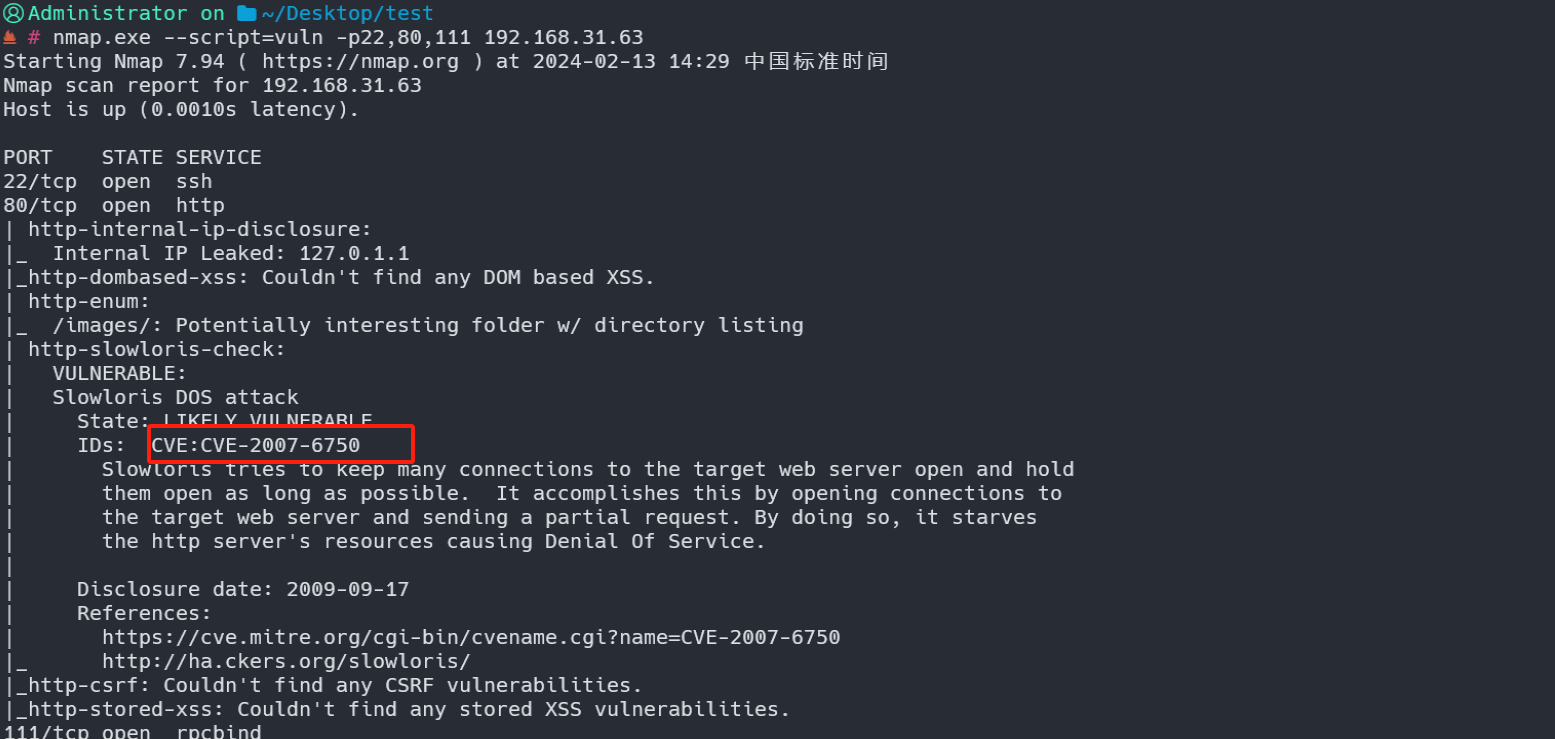 Administrator on ~/Desktop/test
# nmap.exe --script=vuln -p22,80,111 192.168.31.63
Starting Nmap 7.94 ( https://nmap.org ) at 2024-02-13 14:29 中国标准时间
Nmap scan report for 192.168.31.63
Host is up (0.0010s latency).
PORT    STATE SERVICE
22/tcp  open  ssh
80/tcp  open  http
| http-internal-ip-disclosure:
|_  Internal IP Leaked: 127.0.1.1
|_http-dombased-xss: Couldn't find any DOM based XSS.
| http-enum:
|_  /images/: Potentially interesting folder w/ directory listing
| http-slowloris-check:
|   VULNERABLE:
|   Slowloris DOS attack
|     State: LIKELY VULNERABLE
|     IDs:  CVE:CVE-2007-6750
|       Slowloris tries to keep many connections to the target web server open and hold
|       them open as long as possible.  It accomplishes this by opening connections to
|       the target web server and sending a partial request. By doing so, it starves
|       the http server's resources causing Denial Of Service.
|
|     Disclosure date: 2009-09-17
|     References:
|       https://cve.mitre.org/cgi-bin/cvename.cgi?name=CVE-2007-6750
|_      http://ha.ckers.org/slowloris/
|_http-csrf: Couldn't find any CSRF vulnerabilities.
|_http-stored-xss: Couldn't find any stored XSS vulnerabilities.
111/tcp open  rpcbind